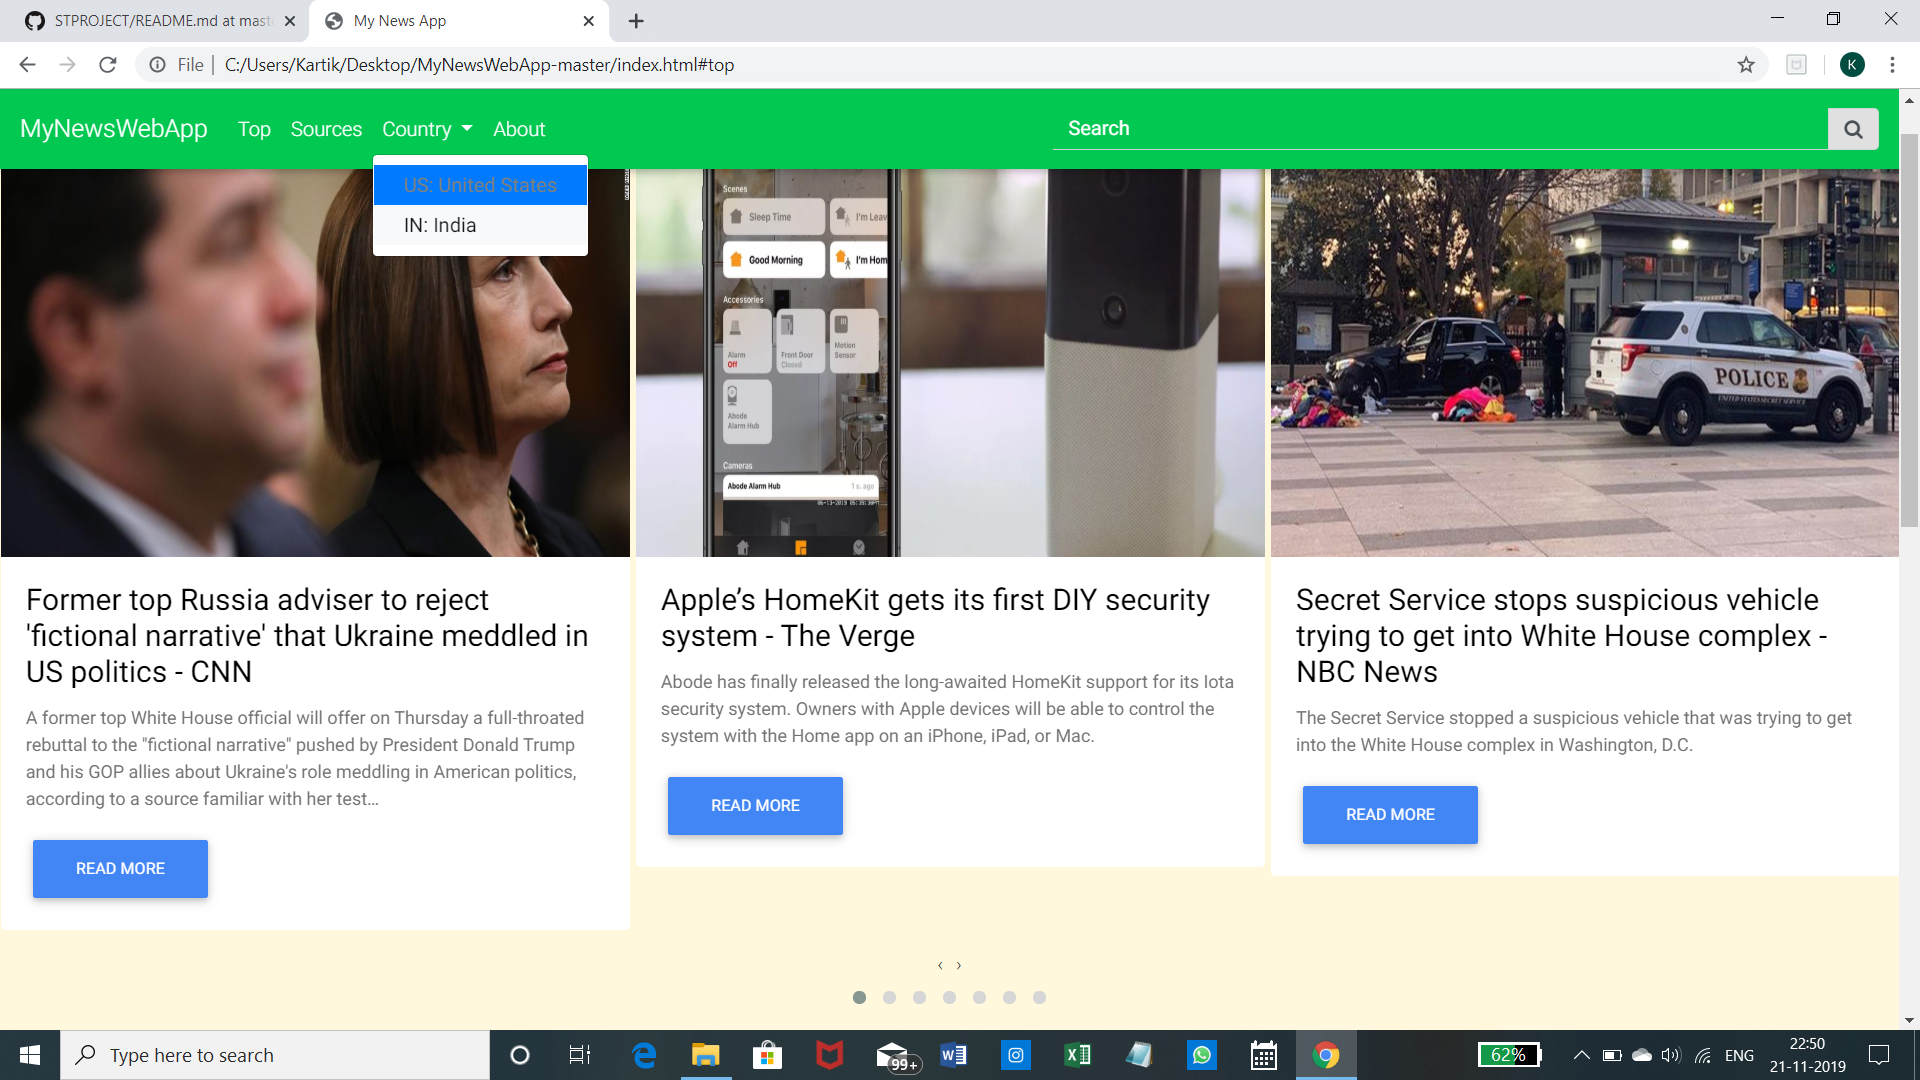 STPROJECT/README.md at mast
My News App
File
C:/Users/Kartik/Desktop/MyNewsWebApp-master/index.html#top
K
MyNewsWebApp
Top
Sources
Country
About
Search
US: United States
IN: India
Scenes
Sleep Time
I'm Leav
Good Morning
I'm Hom
Accessories
Alarm
Off
Front Door
Closed
Motion
Sensor
Abode
Alarm Hub
Cameras
Abode Alarm Hub
1 s. ago
POLICE
UNITED STATES SECRET SERVICE
Former top Russia adviser to reject
'fictional narrative' that Ukraine meddled in
US politics - CNN
A former top White House official will offer on Thursday a full-throated
rebuttal to the "fictional narrative" pushed by President Donald Trump
and his GOP allies about Ukraine's role meddling in American politics,
according to a source familiar with her test…
READ MORE
Apple’s HomeKit gets its first DIY security
system - The Verge
Abode has finally released the long-awaited HomeKit support for its Iota
security system. Owners with Apple devices will be able to control the
system with the Home app on an iPhone, iPad, or Mac.
READ MORE
Secret Service stops suspicious vehicle
trying to get into White House complex -
NBC News
The Secret Service stopped a suspicious vehicle that was trying to get
into the White House complex in Washington, D.C.
READ MORE
‹ ›
Type here to search
99+
62%
ENG
22:50
21-11-2019